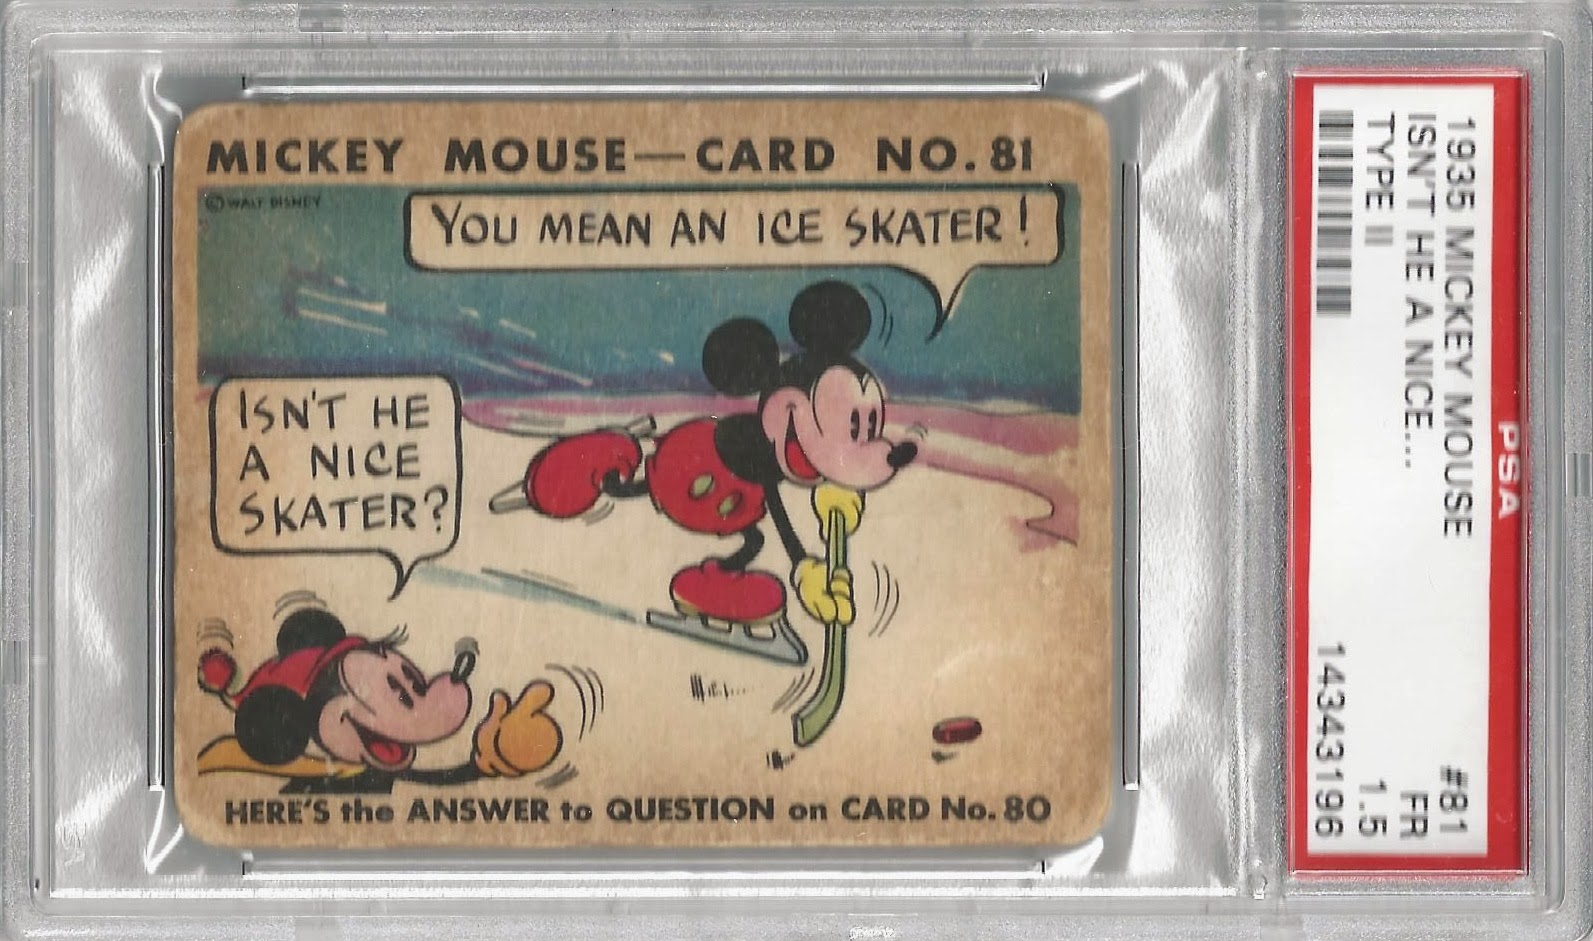 MICKEY MOUSE—CARD NO. 81
© WALT DISNEY
YOU MEAN AN ICE SKATER!
ISN'T HE
A NICE
SKATER?
HERE'S the ANSWER to QUESTION on CARD No. 80
PSA
1935 MICKEY MOUSE #81
ISN'T HE A NICE... FR
TYPE II 1.5
14343196